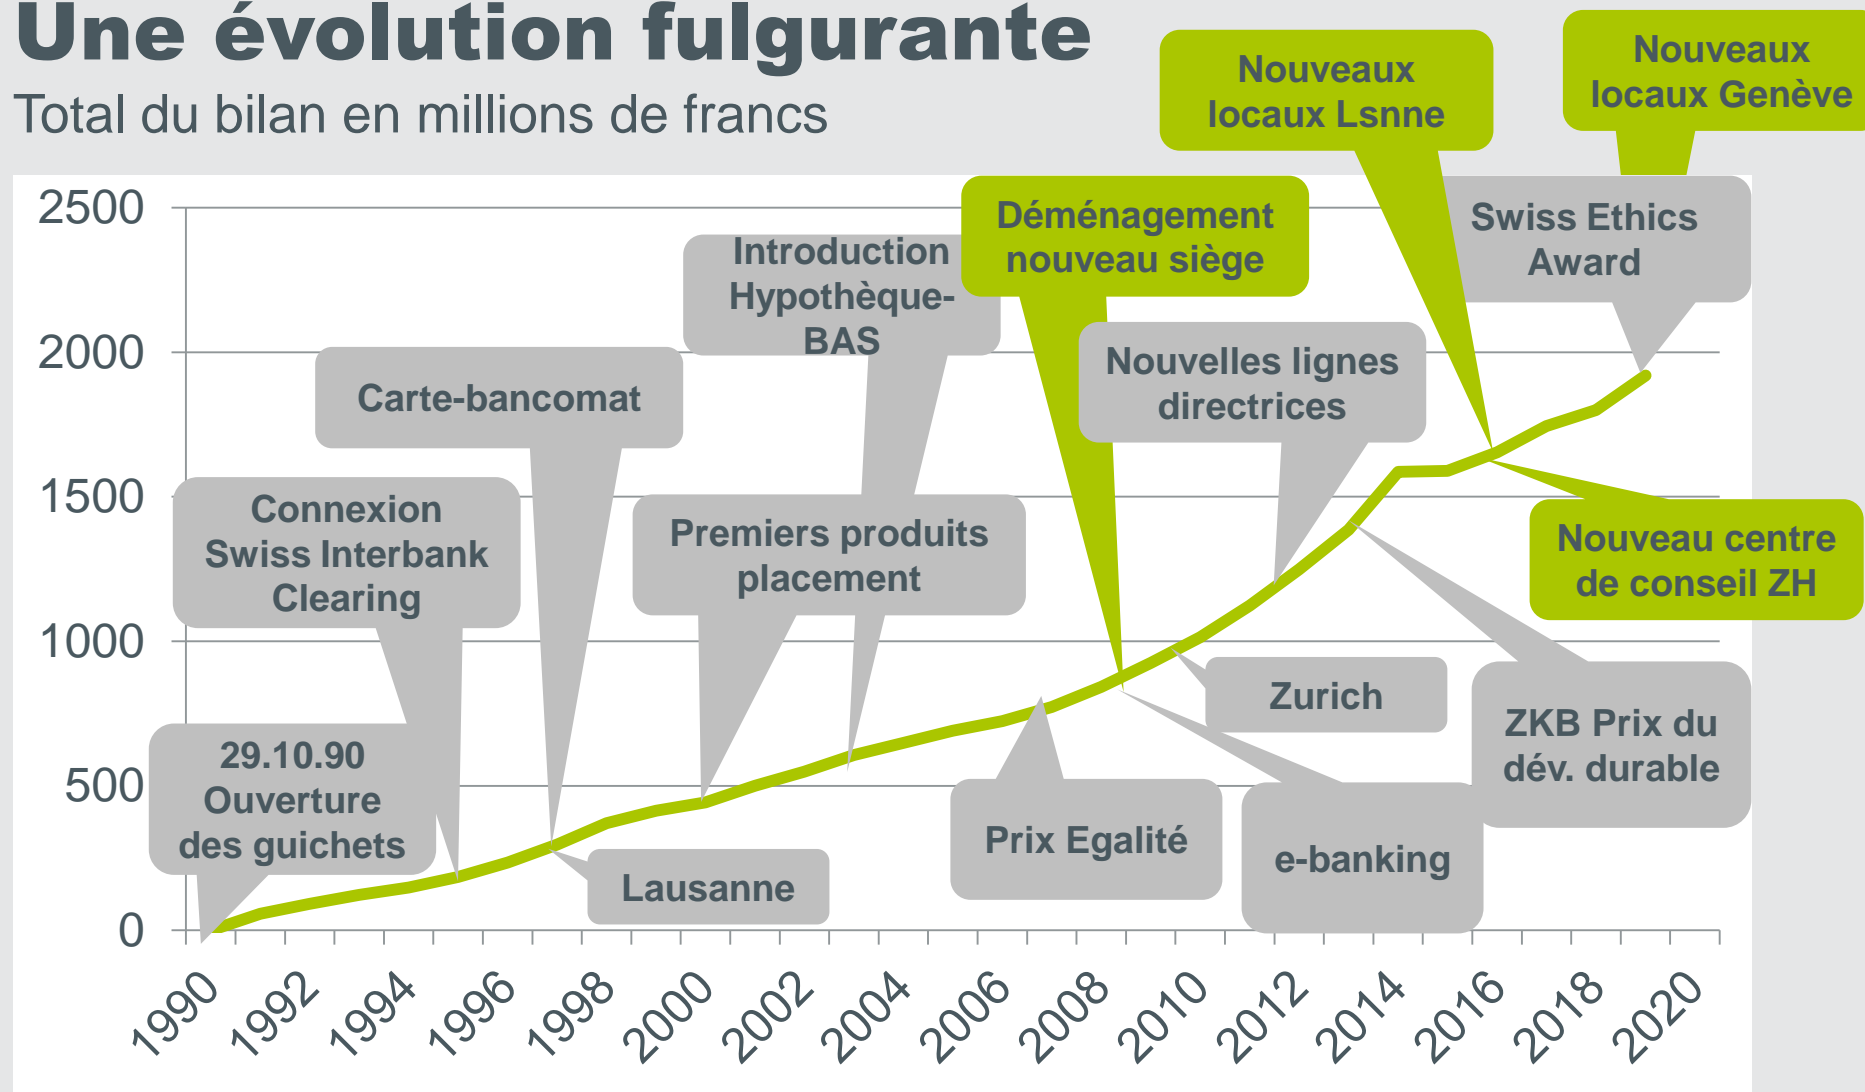 Une évolution fulgurante
Total du bilan en millions de francs
Nouveaux
locaux Lsnne
Nouveaux
locaux Genève
Déménagement
nouveau siège
Swiss Ethics
Award
Introduction
Hypothèque-
BAS
Nouvelles lignes
directrices
Carte-bancomat
Connexion
Swiss Interbank
Clearing
Premiers produits
placement
Nouveau centre
de conseil ZH
Zurich
ZKB Prix du
dév. durable
29.10.90
Ouverture
des guichets
Lausanne
Prix Egalité
e-banking
2500
2000
1500
1000
500
0
1990
1992
1994
1996
1998
2000
2002
2004
2006
2008
2010
2012
2014
2016
2018
2020